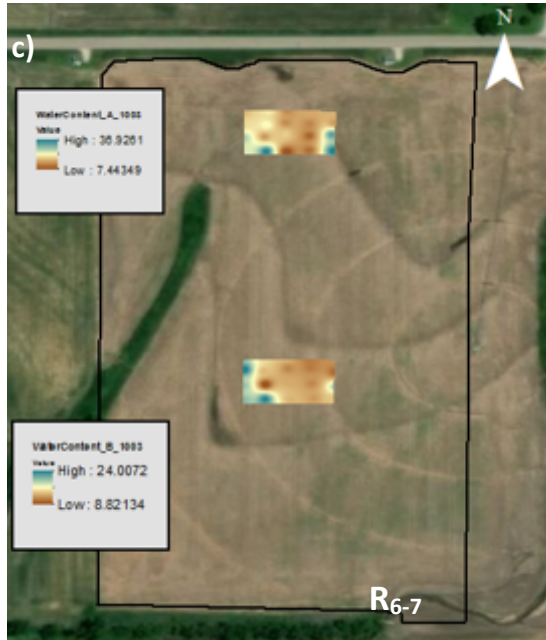 c)
N
WaterContent_A_1003
Value
High : 36.9261
Low : 7.44349
WaterContent_B_1003
Value
High : 24.0072
Low : 8.82134
R6-7